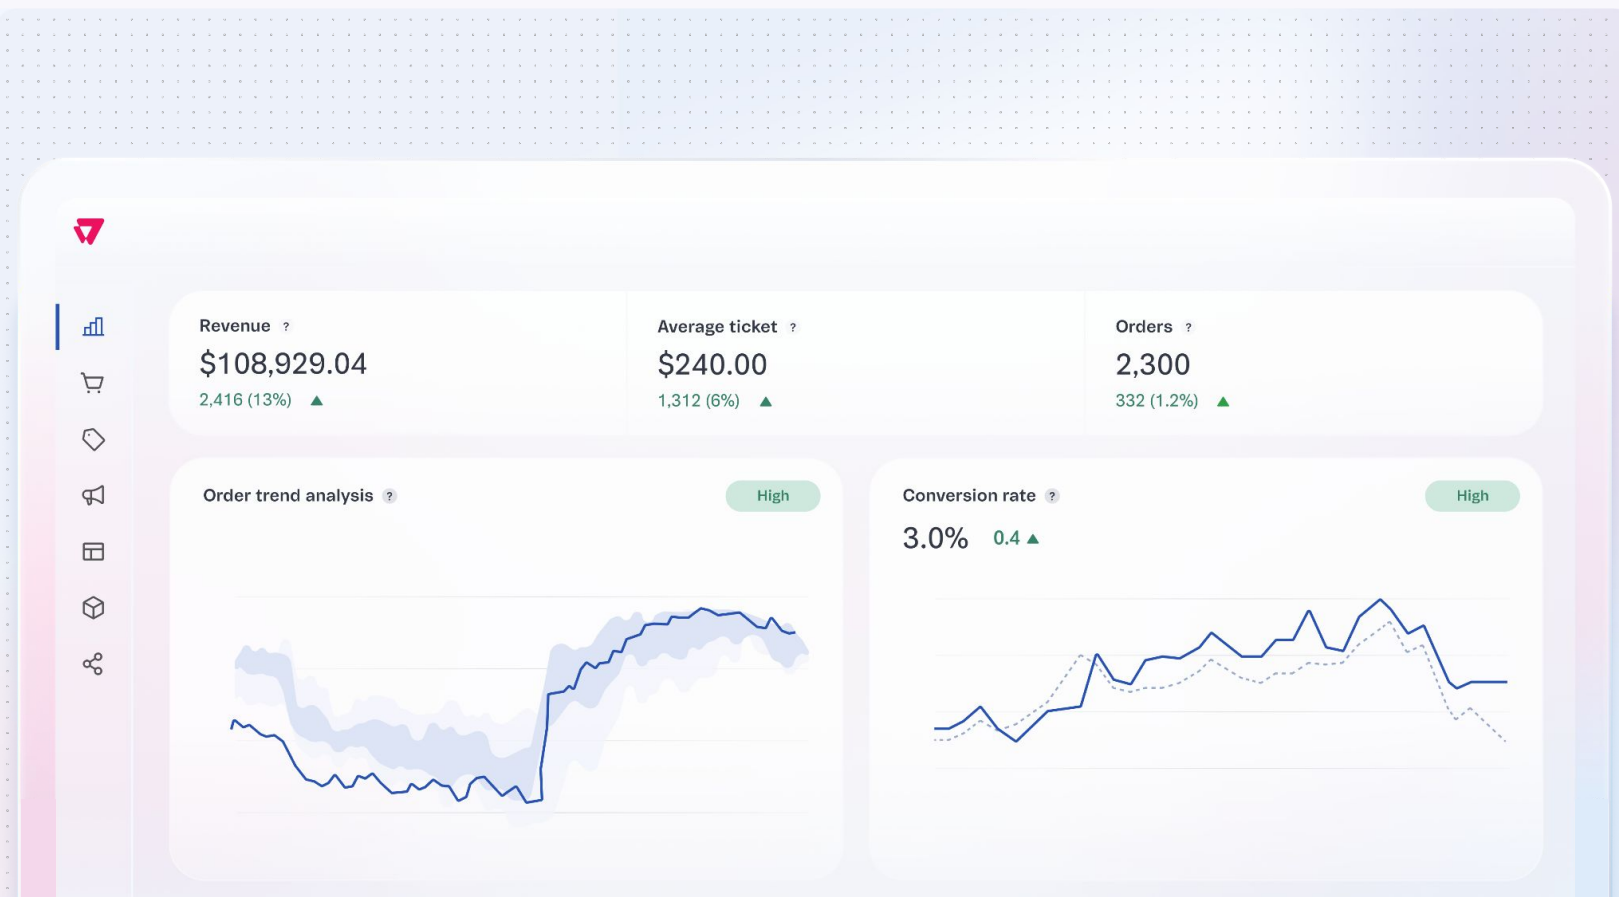 Revenue ?
$108,929.04
2,416 (13%) ▲
Average ticket ?
$240.00
1,312 (6%) ▲
Orders ?
2,300
332 (1.2%) ▲
Order trend analysis ?
High
Conversion rate ?
High
3.0% 0.4 ▲